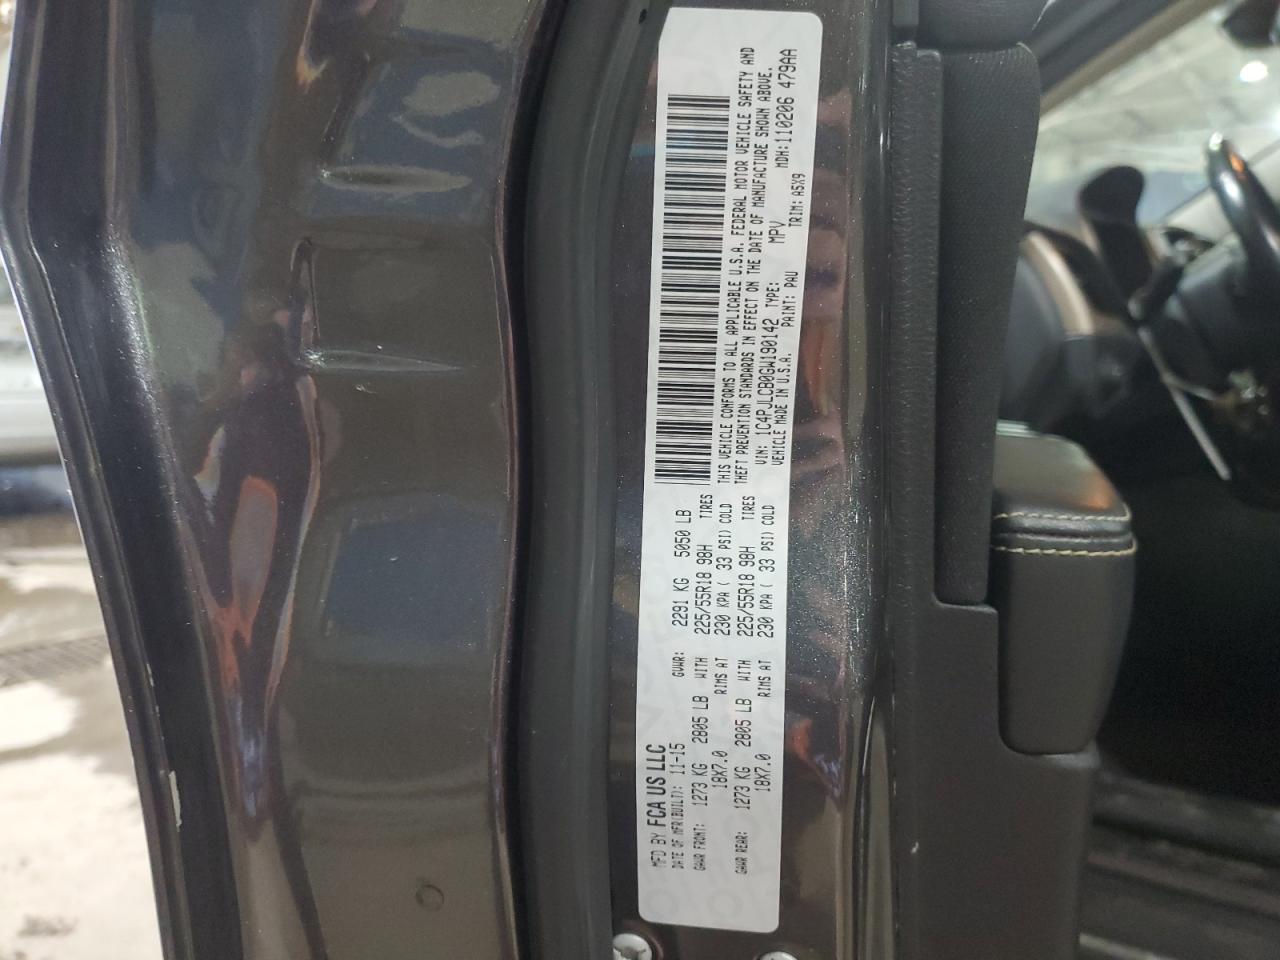 MFD BY FCA US LLC
DATE OF MFR(BUILT): 11-15 GVWR: 2291 KG 5050 LB
GAWR FRONT: 1273 KG 2805 LB WITH 225/55R18 98H TIRES
18X7.0 RIMS AT 230 KPA ( 33 PSI) COLD
GAWR REAR: 1273 KG 2805 LB WITH 225/55R18 98H TIRES
18X7.0 RIMS AT 230 KPA ( 33 PSI) COLD
THIS VEHICLE CONFORMS TO ALL APPLICABLE U.S.A. FEDERAL MOTOR VEHICLE SAFETY AND
THEFT PREVENTION STANDARDS IN EFFECT ON THE DATE OF MANUFACTURE SHOWN ABOVE.
VIN: 1C4PJLCB0GW190142 TYPE: MPV MDH:110206 479AA
VEHICLE MADE IN U.S.A. PAINT: PAU TRIM: A5X9